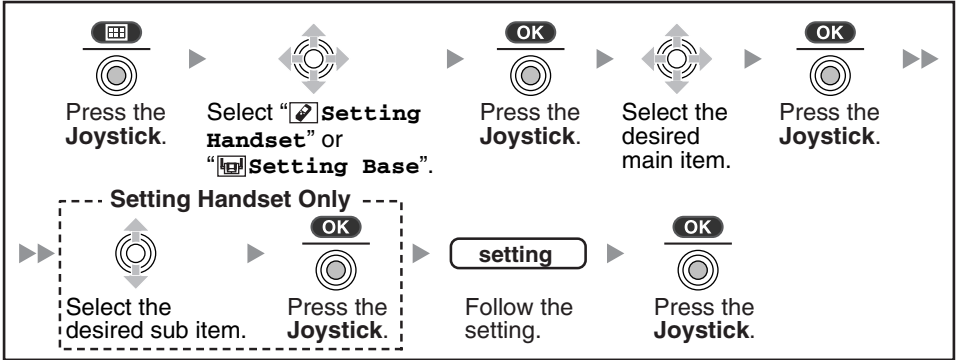 OK OK
Press the Select “Setting Press the Select the Press the
Joystick. Handset” or Joystick. desired Joystick.
“Setting Base”. main item.
Setting Handset Only
OK OK
setting
Select the Press the Follow the Press the
desired sub item. Joystick. setting. Joystick.